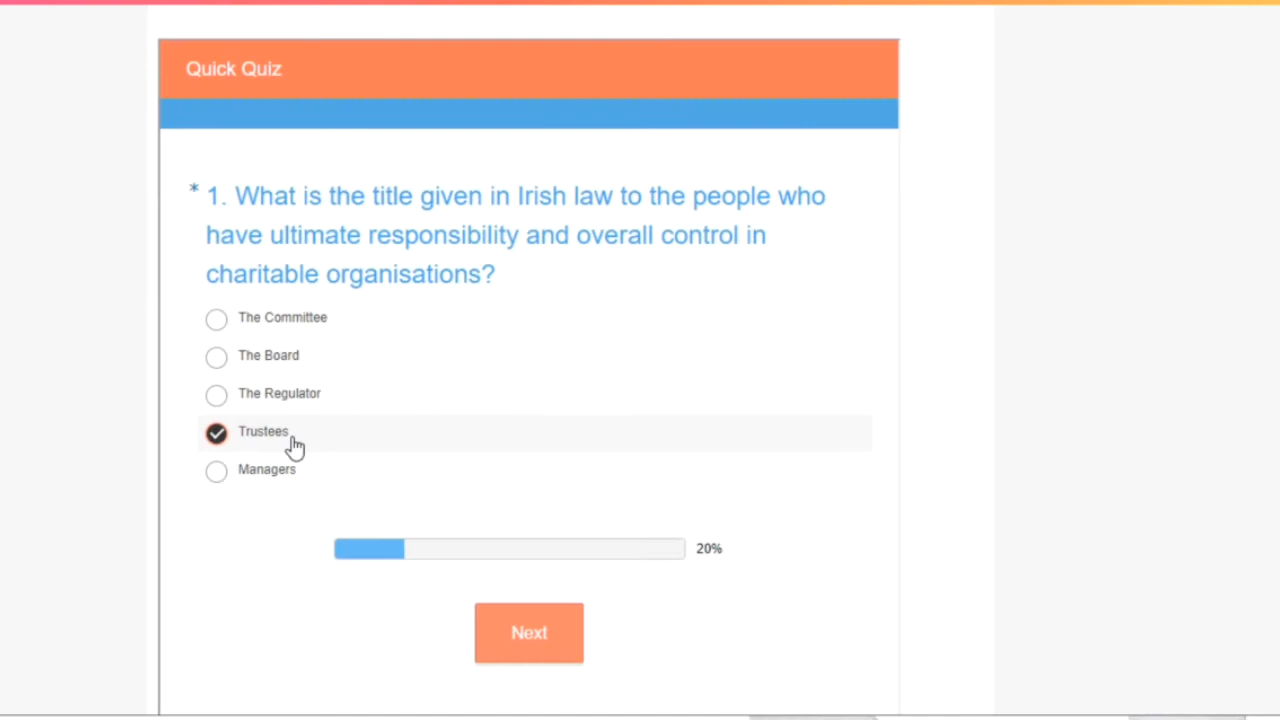 Quick Quiz
* 1. What is the title given in Irish law to the people who
have ultimate responsibility and overall control in
charitable organisations?
The Committee
The Board
The Regulator
Trustees
Managers
20%
Next